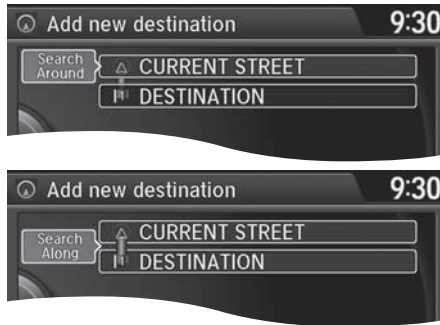 Add new destination 9:30
Search Around
CURRENT STREET
DESTINATION
Add new destination 9:30
Search Along
CURRENT STREET
DESTINATION